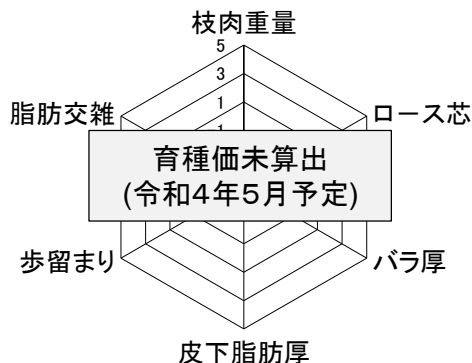 枝肉重量
5
3
1
脂肪交雑
ロース芯
育種価未算出
(令和4年5月予定)
歩留まり
バラ厚
皮下脂肪厚